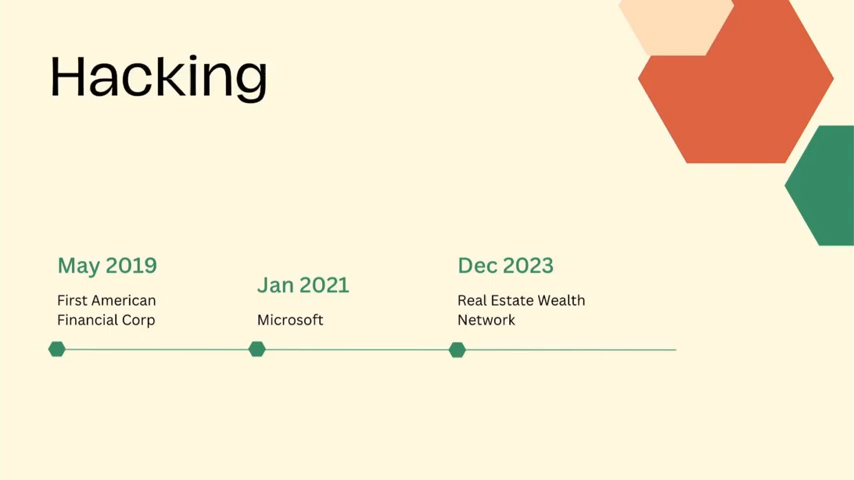 Hacking
May 2019
First American
Financial Corp
Jan 2021
Microsoft
Dec 2023
Real Estate Wealth
Network